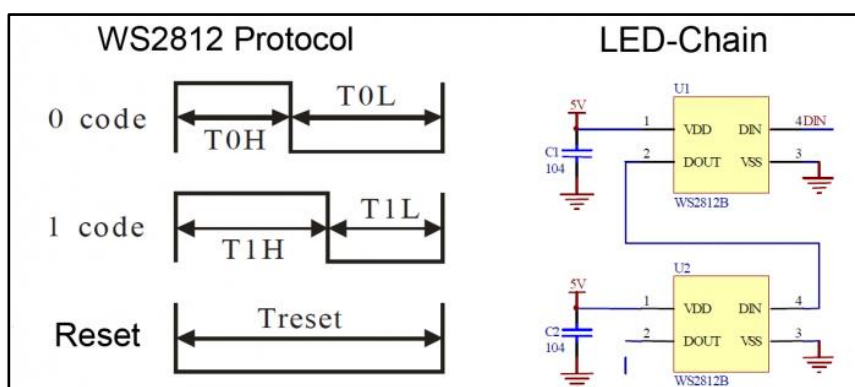 WS2812 Protocol
0 code
T0H
T0L
1 code
T1H
T1L
Reset
Treset
LED-Chain
U1
5V
1
VDD
DIN
4
DIN
C1
104
2
DOUT
VSS
3
WS2812B
U2
5V
1
VDD
DIN
4
C2
104
2
DOUT
VSS
3
WS2812B